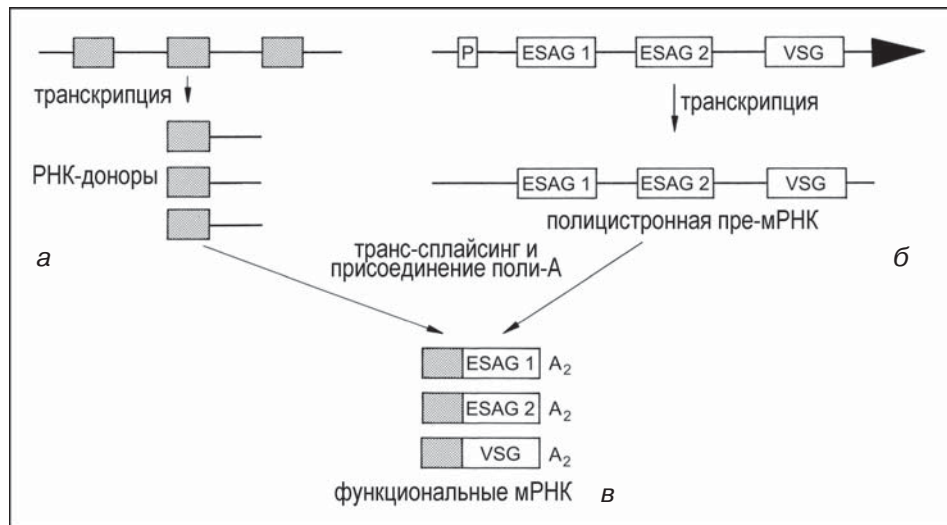 P ESAG 1 ESAG 2 VSG
транскрипция
транскрипция
РНК-доноры
ESAG 1 ESAG 2 VSG
полицистронная пре-мРНК
а
транс-сплайсинг и
присоединение поли-А
б
ESAG 1 A₂
ESAG 2 A₂
VSG A₂
функциональные мРНК в